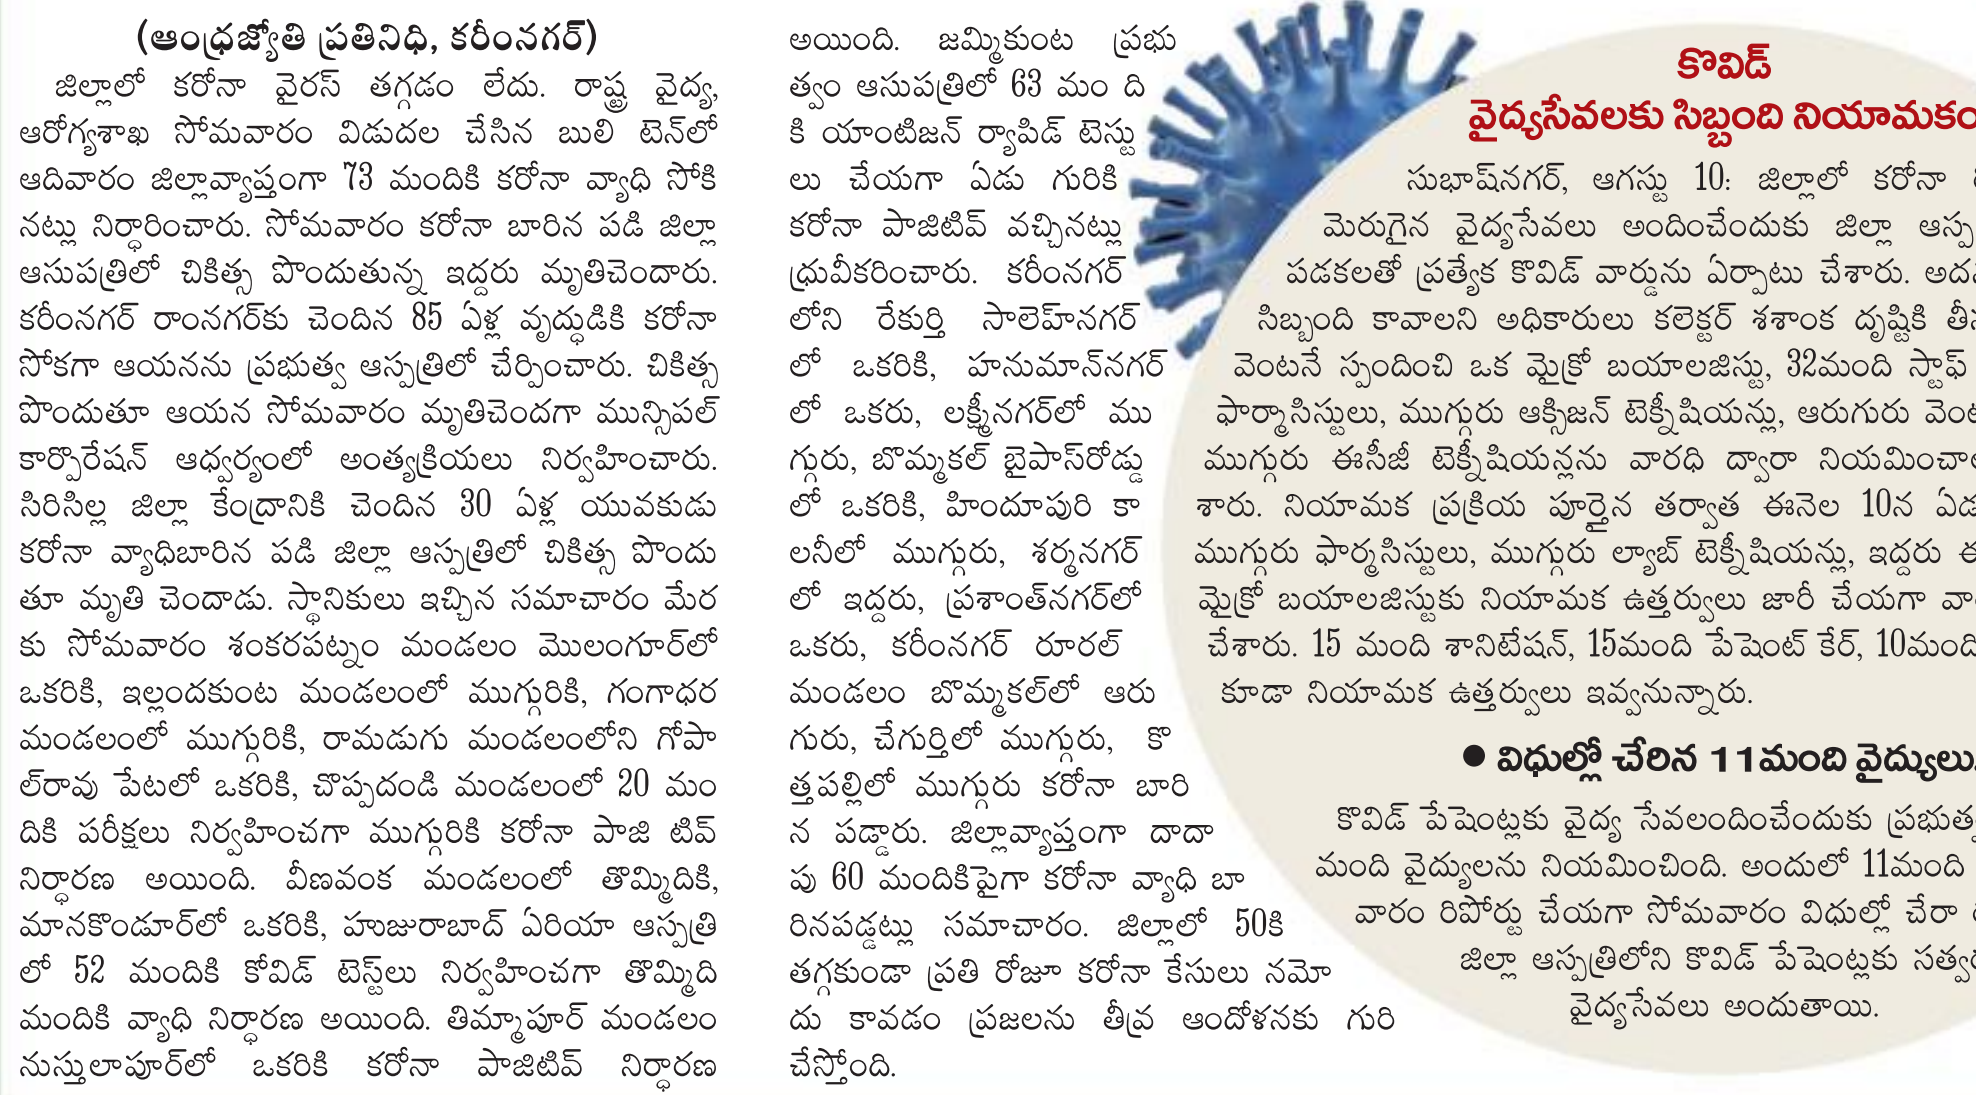 (ఆంధ్రజ్యోతి ప్రతినిధి, కరీంనగర్)
జిల్లాలో కరోనా వైరస్ తగ్గడం లేదు. రాష్ట్ర వైద్య,
ఆరోగ్యశాఖ సోమవారం విడుదల చేసిన బులి టెన్‌లో
ఆదివారం జిల్లావ్యాప్తంగా 73 మందికి కరోనా వ్యాధి సోకి
నట్లు నిర్ధారించారు. సోమవారం కరోనా బారిన పడి జిల్లా
ఆసుపత్రిలో చికిత్స పొందుతున్న ఇద్దరు మృతిచెందారు.
కరీంనగర్ రాంనగర్‌కు చెందిన 85 ఏళ్ల వృద్ధుడికి కరోనా
సోకగా ఆయనను ప్రభుత్వ ఆస్పత్రిలో చేర్పించారు. చికిత్స
పొందుతూ ఆయన సోమవారం మృతిచెందగా మున్సిపల్
కార్పొరేషన్ ఆధ్వర్యంలో అంత్యక్రియలు నిర్వహించారు.
సిరిసిల్ల జిల్లా కేంద్రానికి చెందిన 30 ఏళ్ల యువకుడు
కరోనా వ్యాధిబారిన పడి జిల్లా ఆస్పత్రిలో చికిత్స పొందు
తూ మృతి చెందాడు. స్థానికులు ఇచ్చిన సమాచారం మేర
కు సోమవారం శంకరపట్నం మండలం మొలంగూర్‌లో
ఒకరికి, ఇల్లందకుంట మండలంలో ముగ్గురికి, గంగాధర
మండలంలో ముగ్గురికి, రామడుగు మండలంలోని గోపా
ల్‌రావు పేటలో ఒకరికి, చొప్పదండి మండలంలో 20 మం
దికి పరీక్షలు నిర్వహించగా ముగ్గురికి కరోనా పాజి టివ్
నిర్ధారణ అయింది. వీణవంక మండలంలో తొమ్మిదికి,
మానకొండూర్‌లో ఒకరికి, హుజురాబాద్ ఏరియా ఆస్పత్రి
లో 52 మందికి కోవిడ్ టెస్ట్‌లు నిర్వహించగా తొమ్మిది
మందికి వ్యాధి నిర్ధారణ అయింది. తిమ్మాపూర్ మండలం
నుస్తులాపూర్‌లో ఒకరికి కరోనా పాజిటివ్ నిర్ధారణ
అయింది. జమ్మికుంట ప్రభు
త్వం ఆసుపత్రిలో 63 మం ది
కి యాంటిజన్ ర్యాపిడ్ టెస్టు
లు చేయగా ఏడు గురికి
కరోనా పాజిటివ్ వచ్చినట్లు
ధ్రువీకరించారు. కరీంనగర్
లోని రేకుర్తి సాలెహ్‌నగర్
లో ఒకరికి, హనుమాన్‌నగర్
లో ఒకరు, లక్ష్మీనగర్‌లో ము
గ్గురు, బొమ్మకల్ బైపాస్‌రోడ్డు
లో ఒకరికి, హిందూపురి కా
లనీలో ముగ్గురు, శర్మనగర్
లో ఇద్దరు, ప్రశాంత్‌నగర్‌లో
ఒకరు, కరీంనగర్ రూరల్
మండలం బొమ్మకల్‌లో ఆరు
గురు, చేగుర్తిలో ముగ్గురు, కొ
త్తపల్లిలో ముగ్గురు కరోనా బారి
న పడ్డారు. జిల్లావ్యాప్తంగా దాదా
పు 60 మందికిపైగా కరోనా వ్యాధి బా
రినపడ్డట్లు సమాచారం. జిల్లాలో 50కి
తగ్గకుండా ప్రతి రోజూ కరోనా కేసులు నమో
దు కావడం ప్రజలను తీవ్ర ఆందోళనకు గురి
చేస్తోంది.
కొవిడ్
వైద్యసేవలకు సిబ్బంది నియామకం
సుభాష్‌నగర్, ఆగస్టు 10: జిల్లాలో కరోనా
మెరుగైన వైద్యసేవలు అందించేందుకు జిల్లా ఆస్ప
పడకలతో ప్రత్యేక కొవిడ్ వార్డును ఏర్పాటు చేశారు. అద
సిబ్బంది కావాలని అధికారులు కలెక్టర్ శశాంక దృష్టికి
వెంటనే స్పందించి ఒక మైక్రో బయాలజిస్టు, 32మంది స్టాఫ్
ఫార్మాసిస్టులు, ముగ్గురు ఆక్సిజన్ టెక్నీషియన్లు, ఆరుగురు వెం
ముగ్గురు ఈసీజీ టెక్నీషియన్లను వారధి ద్వారా నియమించా
శారు. నియామక ప్రక్రియ పూర్తైన తర్వాత ఈనెల 10న ఏడ
ముగ్గురు ఫార్మసిస్టులు, ముగ్గురు ల్యాబ్ టెక్నీషియన్లు, ఇద్దరు ఈ
మైక్రో బయాలజిస్టుకు నియామక ఉత్తర్వులు జారీ చేయగా వా
చేశారు. 15 మంది శానిటేషన్, 15మంది పేషెంట్ కేర్, 10మంది
కూడా నియామక ఉత్తర్వులు ఇవ్వనున్నారు.
● విధుల్లో చేరిన 11మంది వైద్యులు
కొవిడ్ పేషెంట్లకు వైద్య సేవలందించేందుకు ప్రభుత
మంది వైద్యులను నియమించింది. అందులో 11మంది
వారం రిపోర్టు చేయగా సోమవారం విధుల్లో చేరా
జిల్లా ఆస్పత్రిలోని కొవిడ్ పేషెంట్లకు సత్వ
వైద్యసేవలు అందుతాయి.